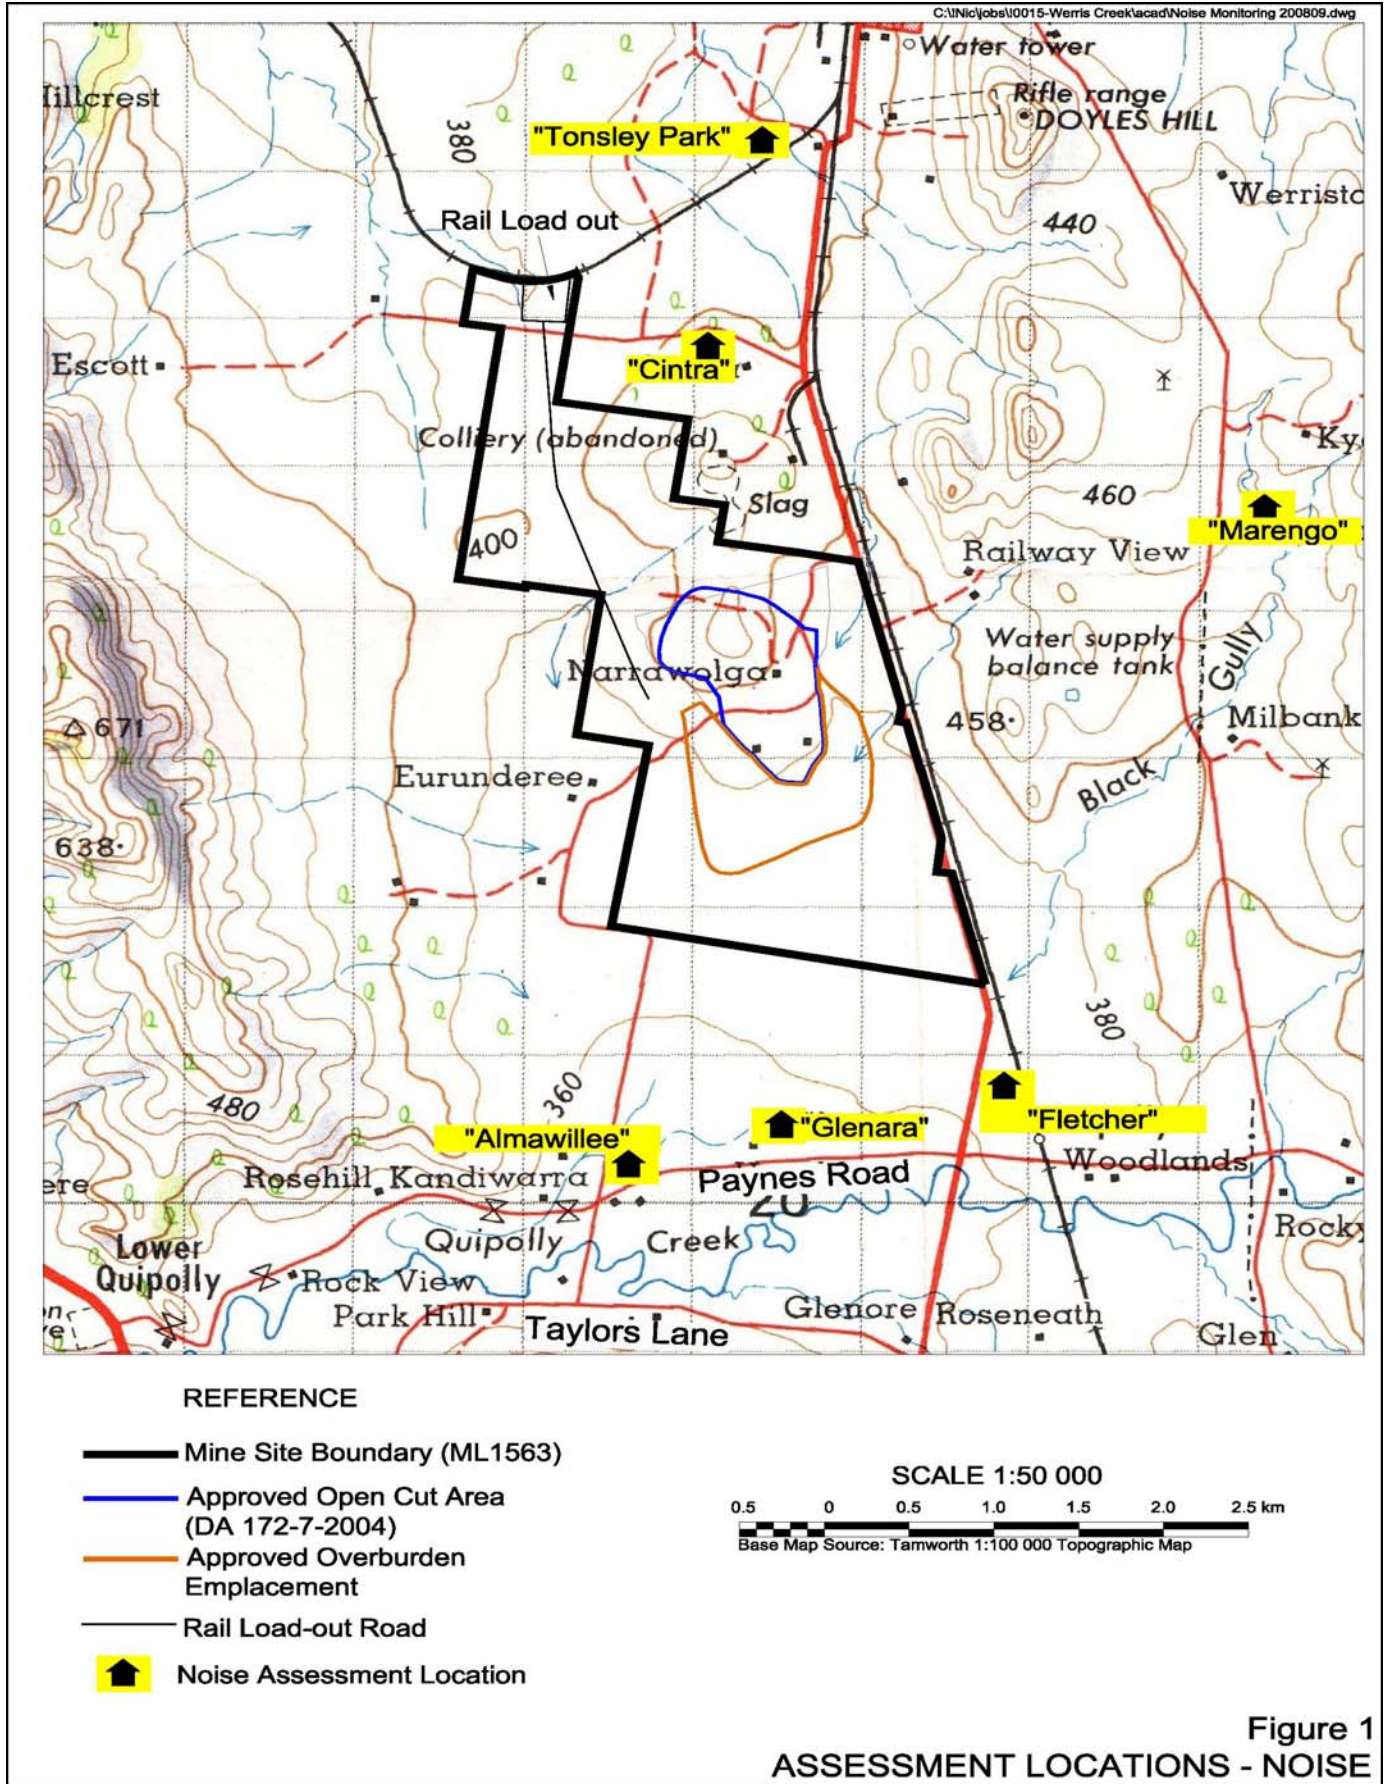 C:\!Nic\jobs\!0015-Werris Creek\acad\Noise Monitoring 200809.dwg
Water tower
Hillcrest
Rifle range
DOYLES HILL
380
"Tonsley Park"
Werristo
440
Rail Load out
Escott
"Cintra"
Colliery (abandoned)
Ky
460
Slag
"Marengo"
400
Railway View
Water supply
balance tank
Gully
Narrawolga
671
458
Milbank
Eurunderee
Black
638
380
480
360
"Almawillee"
"Glenara"
"Fletcher"
Woodlands
ere
Rosehill
Kandiwarra
Paynes Road
20
Rocky
Lower
Quipolly
Quipolly
Creek
Rock View
Park Hill
Taylors Lane
Glenore
Roseneath
Glen
REFERENCE
Mine Site Boundary (ML1563)
Approved Open Cut Area
(DA 172-7-2004)
Approved Overburden
Emplacement
Rail Load-out Road
Noise Assessment Location
SCALE 1:50 000
0.5 0 0.5 1.0 1.5 2.0 2.5 km
Base Map Source: Tamworth 1:100 000 Topographic Map
Figure 1
ASSESSMENT LOCATIONS - NOISE